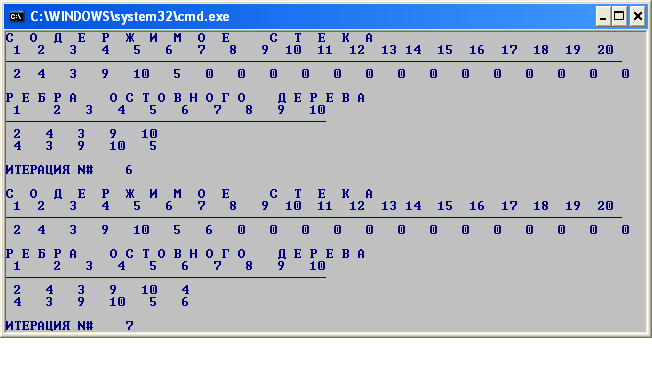 C:\WINDOWS\system32\cmd.exe
С О Д Е Р Ж И М О Е С Т Е К А
1 2 3 4 5 6 7 8 9 10 11 12 13 14 15 16 17 18 19 20
2 4 3 9 10 5 0 0 0 0 0 0 0 0 0 0 0 0 0 0
Р Е Б Р А О С Т О В Н О Г О Д Е Р Е В А
1 2 3 4 5 6 7 8 9 10
2 4 3 9 10
4 3 9 10 5
ИТЕРАЦИЯ N# 6
С О Д Е Р Ж И М О Е С Т Е К А
1 2 3 4 5 6 7 8 9 10 11 12 13 14 15 16 17 18 19 20
2 4 3 9 10 5 6 0 0 0 0 0 0 0 0 0 0 0 0 0
Р Е Б Р А О С Т О В Н О Г О Д Е Р Е В А
1 2 3 4 5 6 7 8 9 10
2 4 3 9 10 4
4 3 9 10 5 6
ИТЕРАЦИЯ N# 7